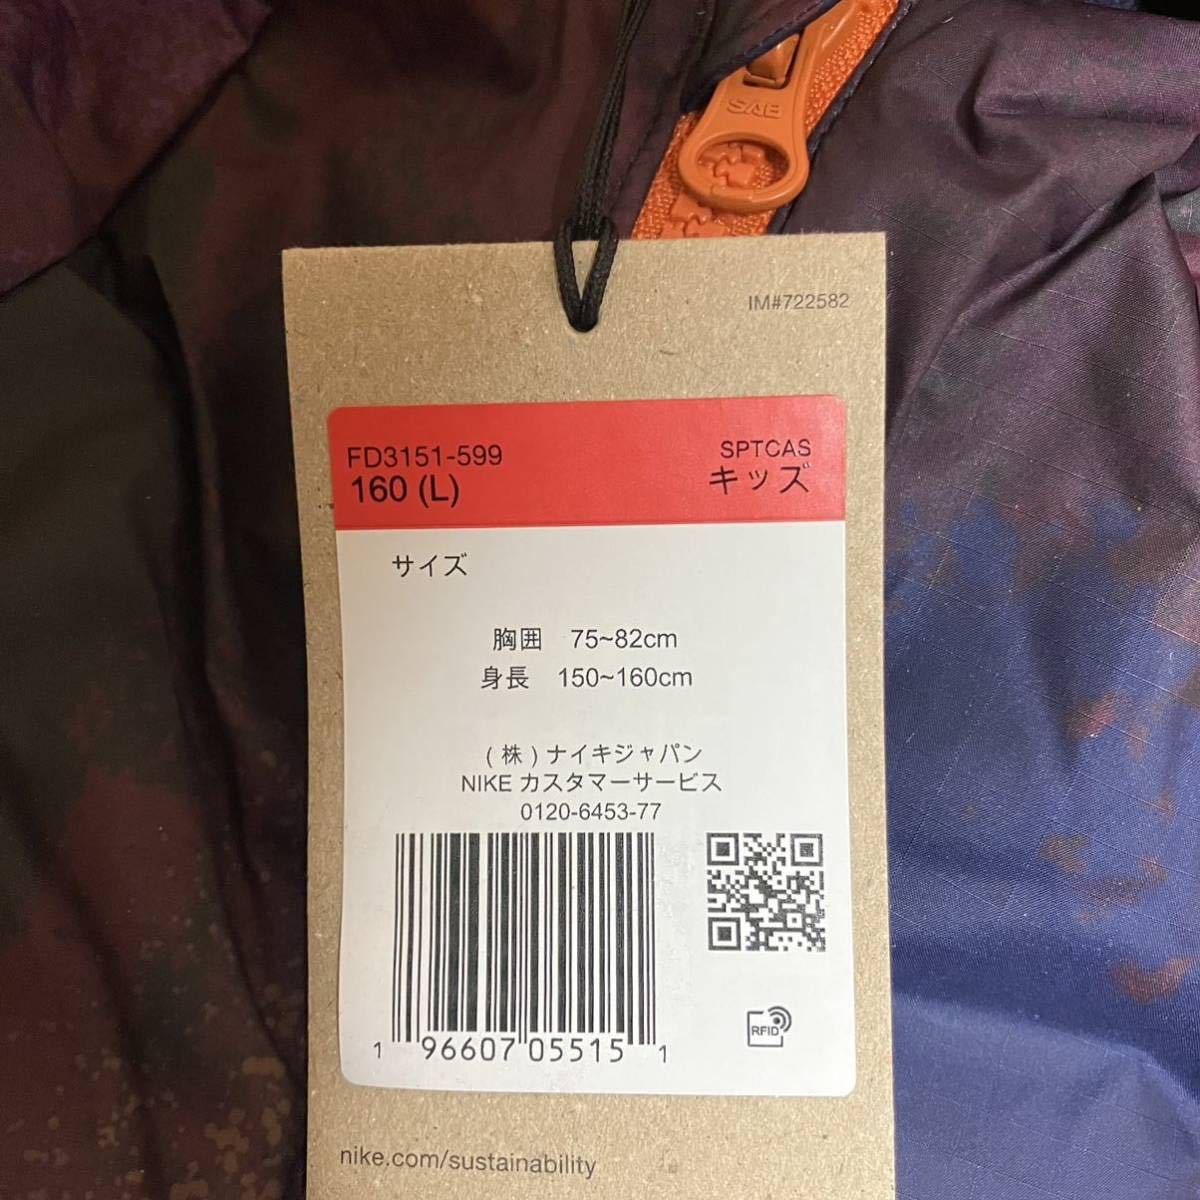 SBS
IM#722582
FD3151-599
160 (L)
SPTCAS
キッズ
サイズ
胸囲 75~82cm
身長 150~160cm
(株)ナイキジャパン
NIKE カスタマーサービス
0120-6453-77
1 96607 05515 1
RFID
nike.com/sustainability